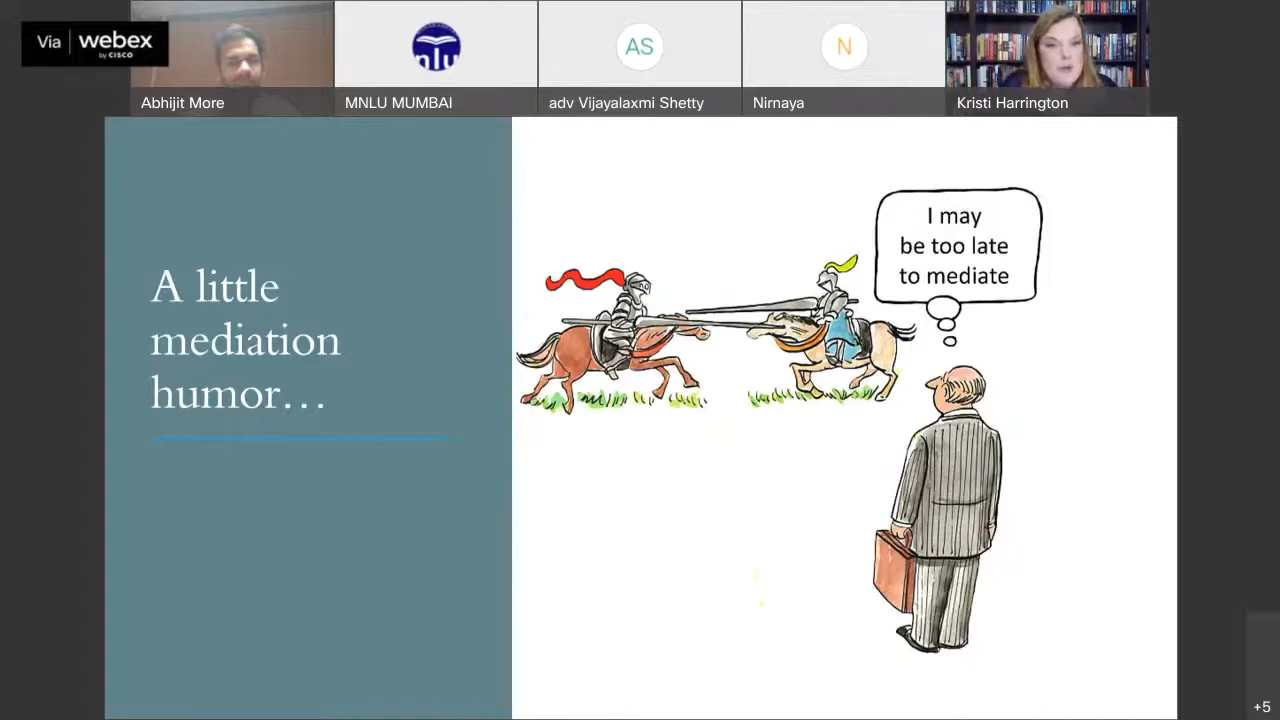 Via webex
by CISCO
Abhijit More
nlu
MNLU MUMBAI
AS
adv Vijayalaxmi Shetty
N
Nirnaya
Kristi Harrington
A little
mediation
humor...
I may
be too late
to mediate
+5